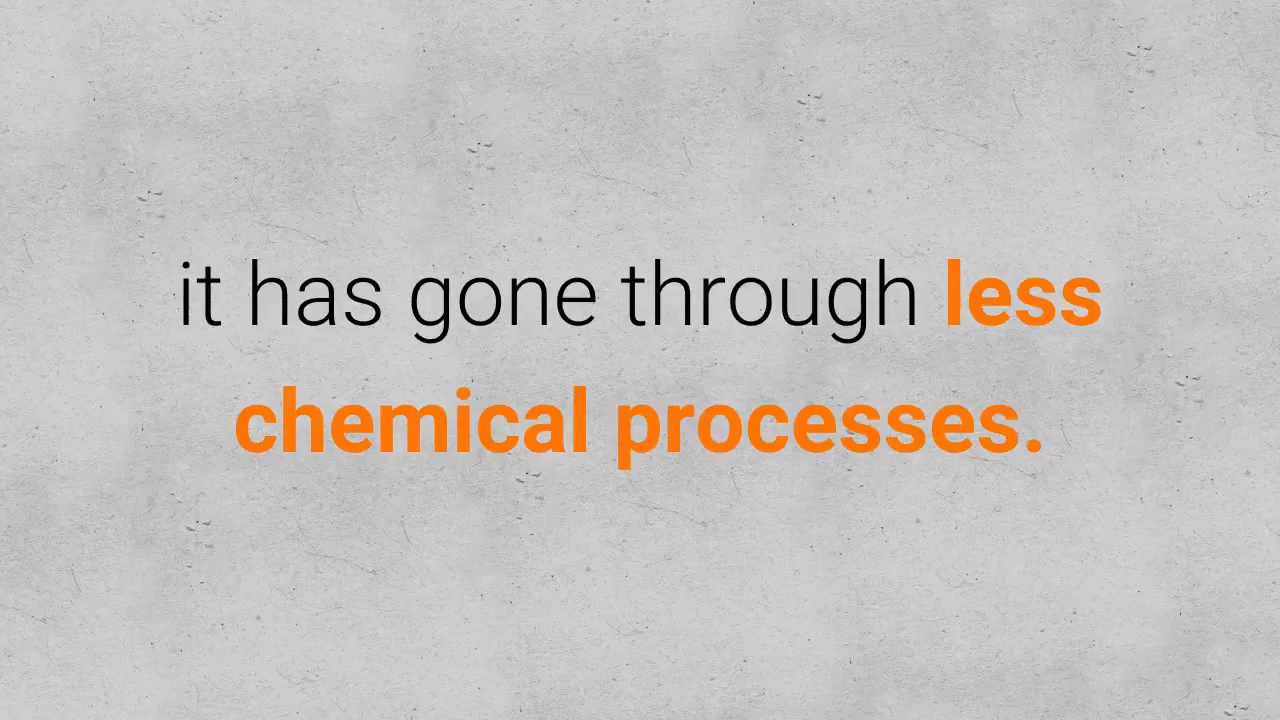 it has gone through less
chemical processes.